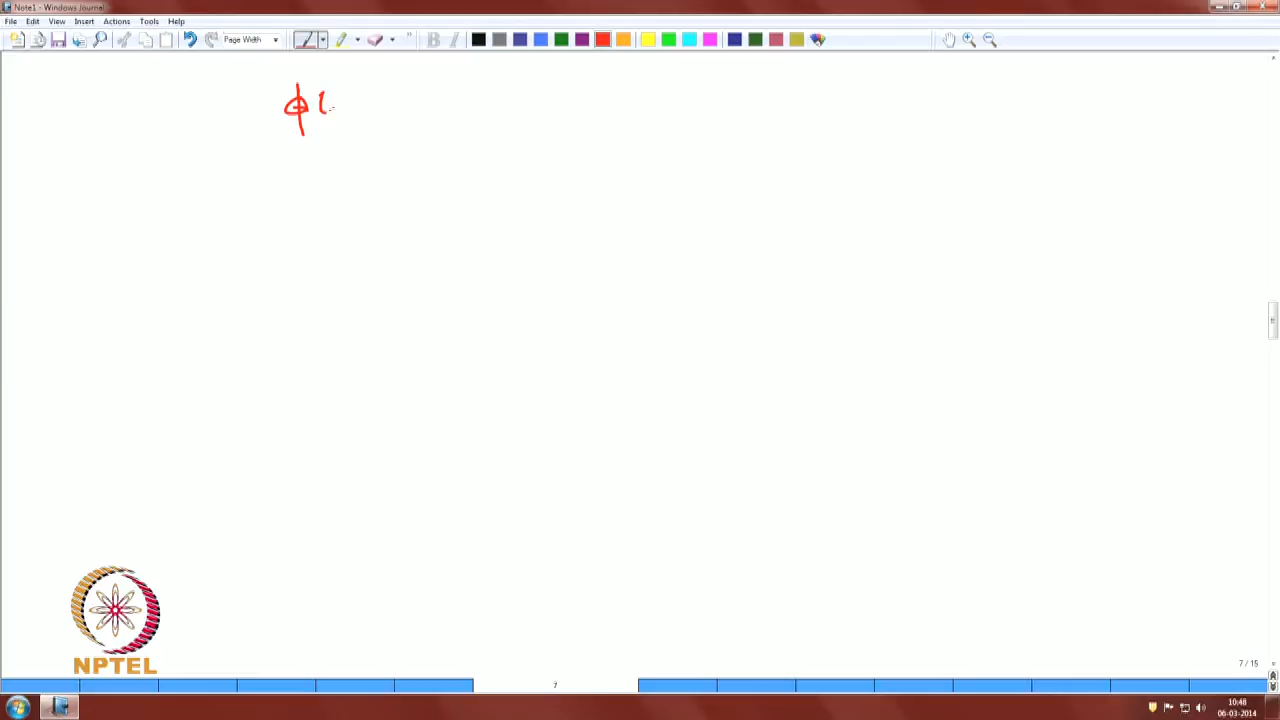 Note1 - Windows Journal
File Edit View Insert Actions Tools Help
Page Width
B I
ϕ (
NPTEL
7 / 15
7
10:48
06-03-2014